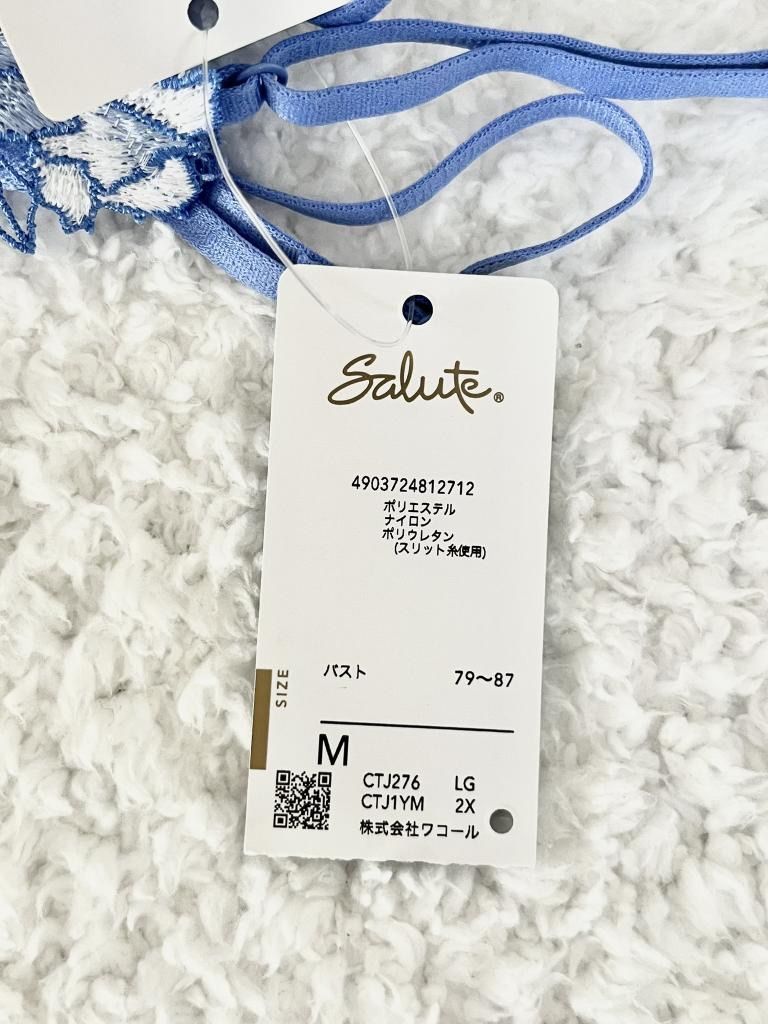 Salute®
4903724812712
ポリエステル
ナイロン
ポリウレタン
(スリット糸使用)
SIZE
バスト 79〜87
M
CTJ276 LG
CTJ1YM 2X
株式会社ワコール